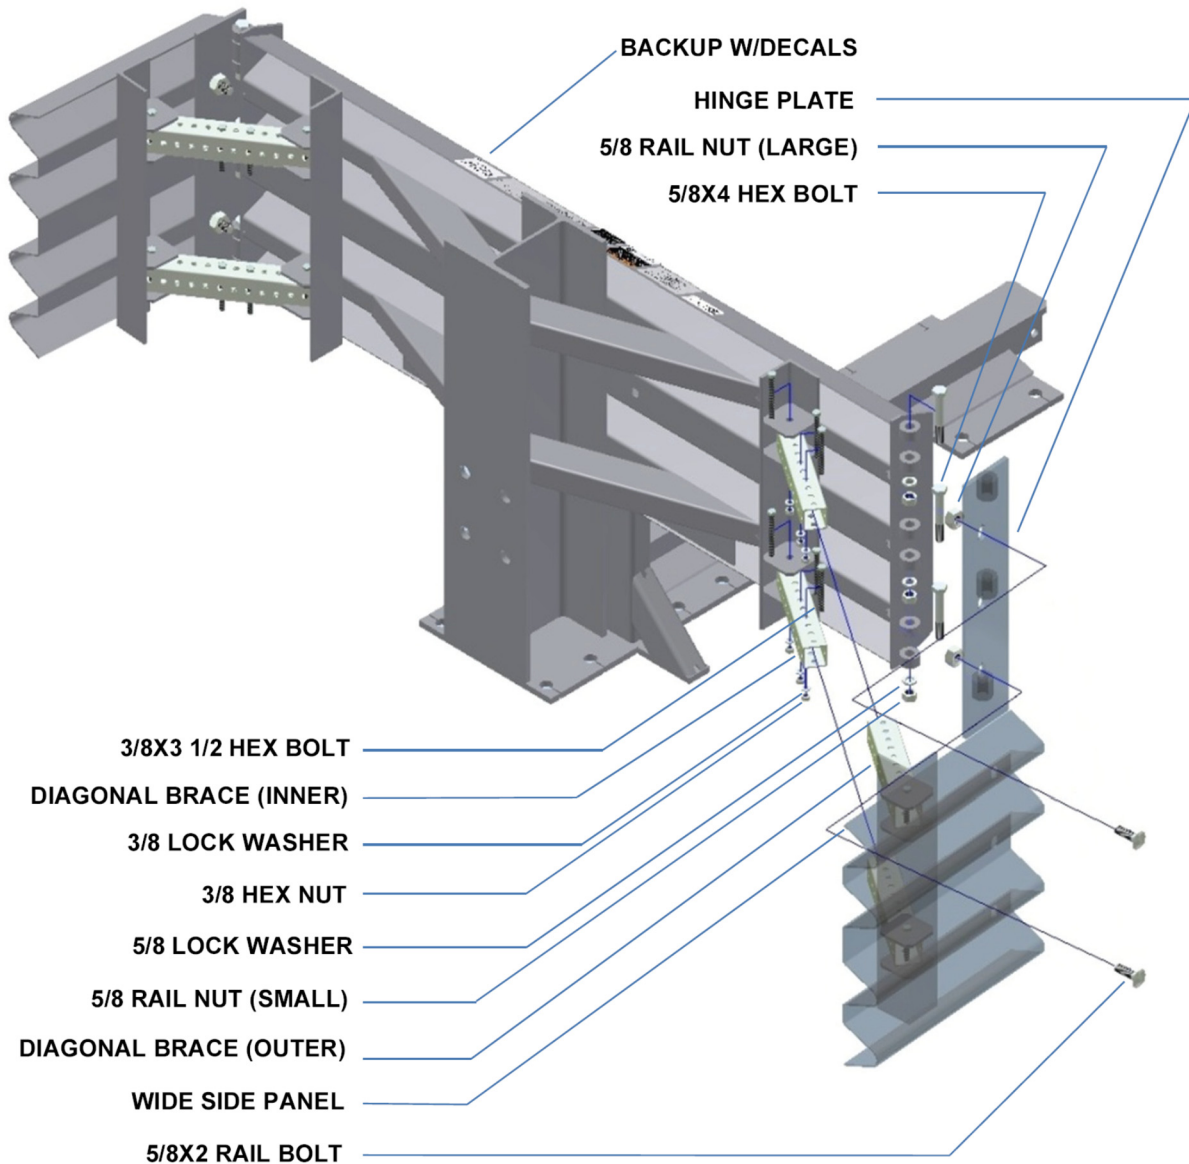 BACKUP W/DECALS
HINGE PLATE
5/8 RAIL NUT (LARGE)
5/8X4 HEX BOLT
3/8X3 1/2 HEX BOLT
DIAGONAL BRACE (INNER)
3/8 LOCK WASHER
3/8 HEX NUT
5/8 LOCK WASHER
5/8 RAIL NUT (SMALL)
DIAGONAL BRACE (OUTER)
WIDE SIDE PANEL
5/8X2 RAIL BOLT